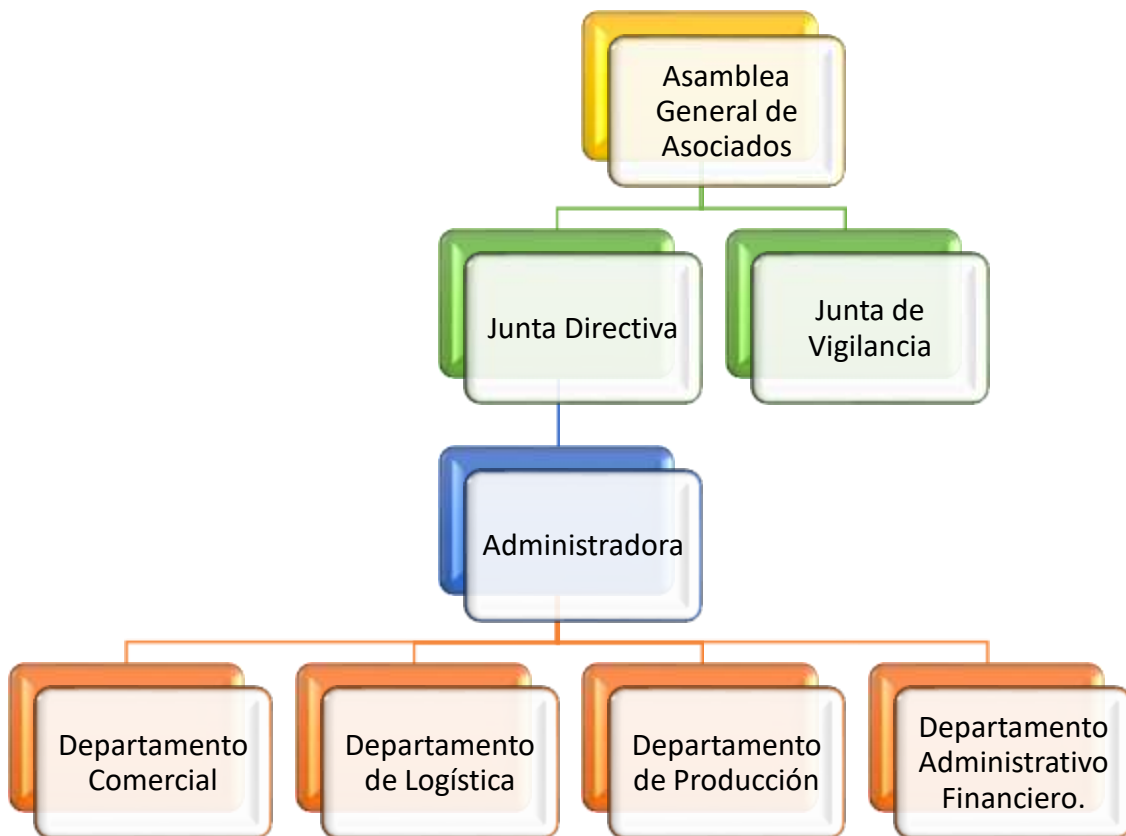 Asamblea
General de
Asociados
Junta Directiva
Junta de
Vigilancia
Administradora
Departamento
Comercial
Departamento
de Logística
Departamento
de Producción
Departamento
Administrativo
Financiero.